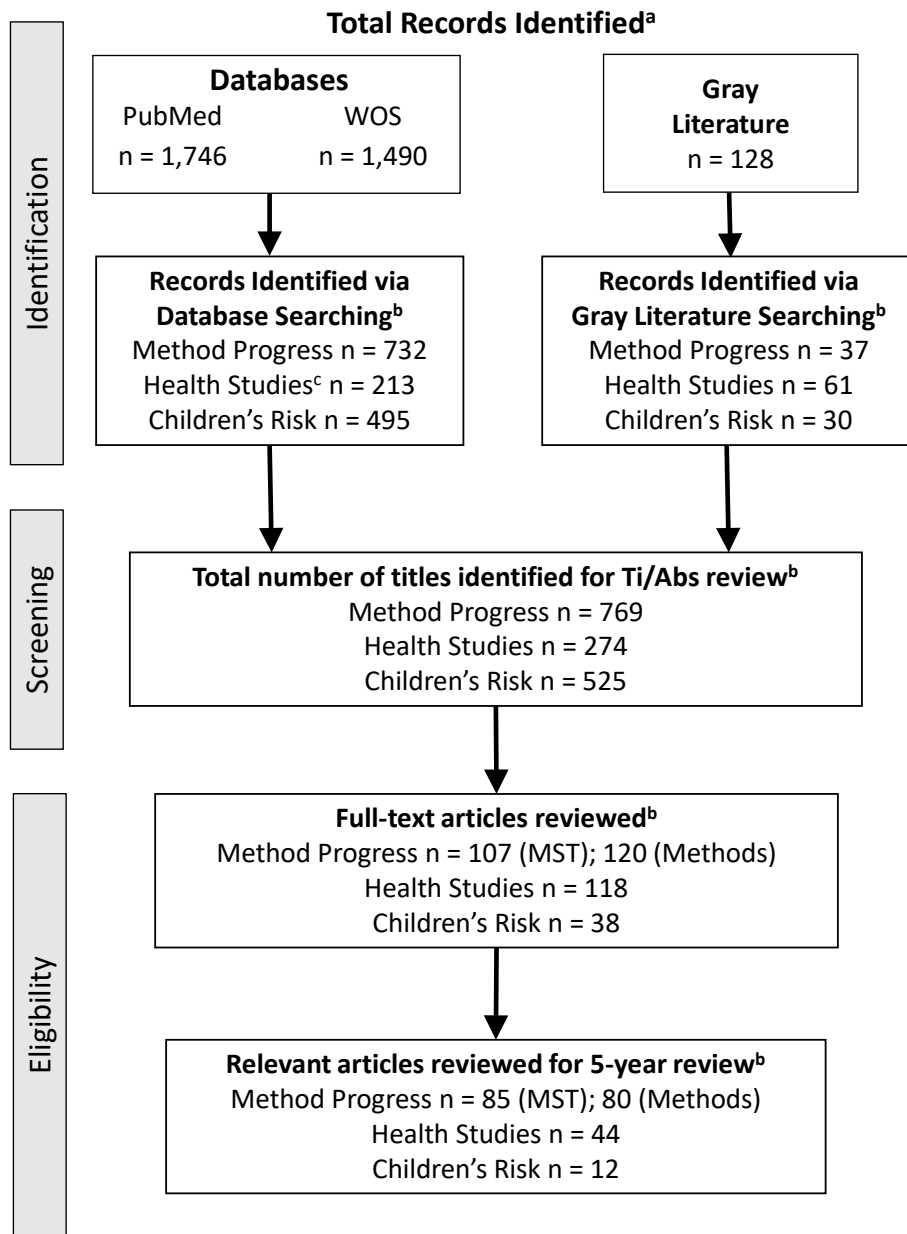 Total Records Identifiedᵃ
Identification
Databases
PubMed WOS
n = 1,746 n = 1,490
Gray
Literature
n = 128
Records Identified via
Database Searchingᵇ
Method Progress n = 732
Health Studiesᶜ n = 213
Children’s Risk n = 495
Records Identified via
Gray Literature Searchingᵇ
Method Progress n = 37
Health Studies n = 61
Children’s Risk n = 30
Screening
Total number of titles identified for Ti/Abs reviewᵇ
Method Progress n = 769
Health Studies n = 274
Children’s Risk n = 525
Eligibility
Full-text articles reviewedᵇ
Method Progress n = 107 (MST); 120 (Methods)
Health Studies n = 118
Children’s Risk n = 38
Relevant articles reviewed for 5-year reviewᵇ
Method Progress n = 85 (MST); 80 (Methods)
Health Studies n = 44
Children’s Risk n = 12